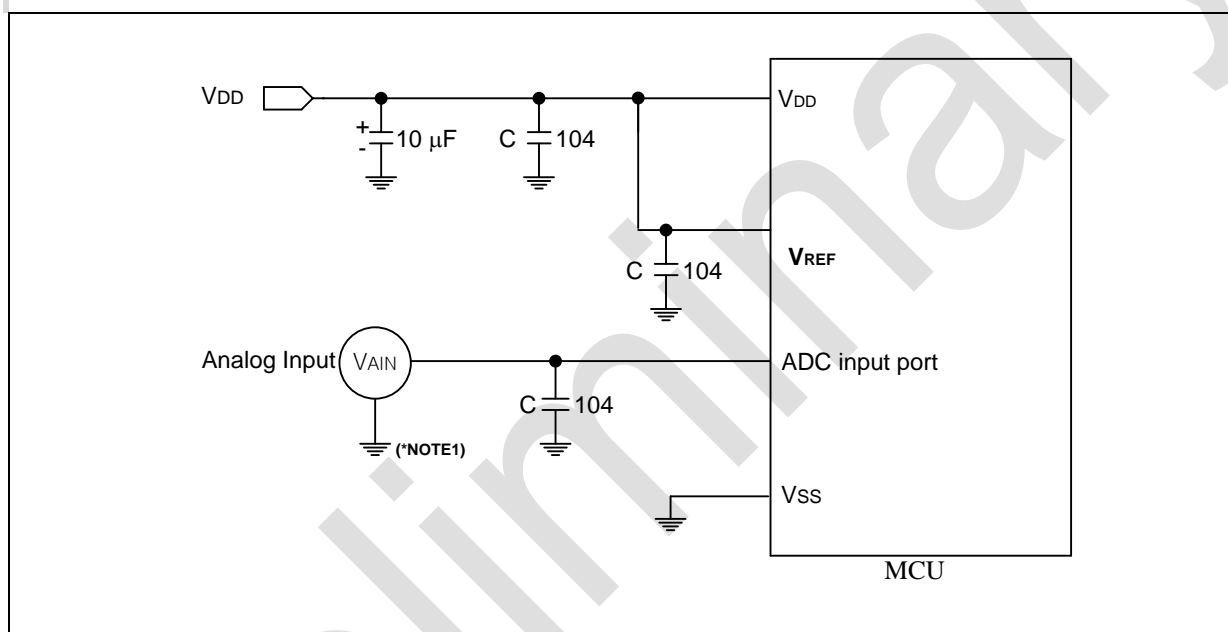 VDD
+
-
10 μF
C 104
VDD
C 104
VREF
Analog Input VAIN
ADC input port
C 104
(*NOTE1)
VSS
MCU